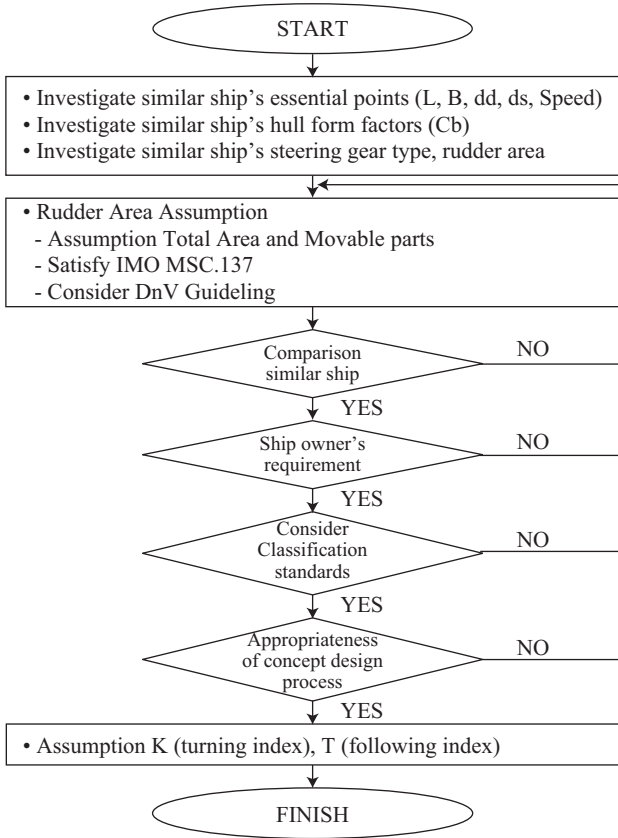 START
• Investigate similar ship's essential points (L, B, dd, ds, Speed)
• Investigate similar ship's hull form factors (Cb)
• Investigate similar ship's steering gear type, rudder area
• Rudder Area Assumption
- Assumption Total Area and Movable parts
- Satisfy IMO MSC.137
- Consider DnV Guideling
Comparison
similar ship
NO
YES
Ship owner's
requirement
NO
YES
Consider
Classification
standards
NO
YES
Appropriateness
of concept design
process
NO
YES
• Assumption K (turning index), T (following index)
FINISH